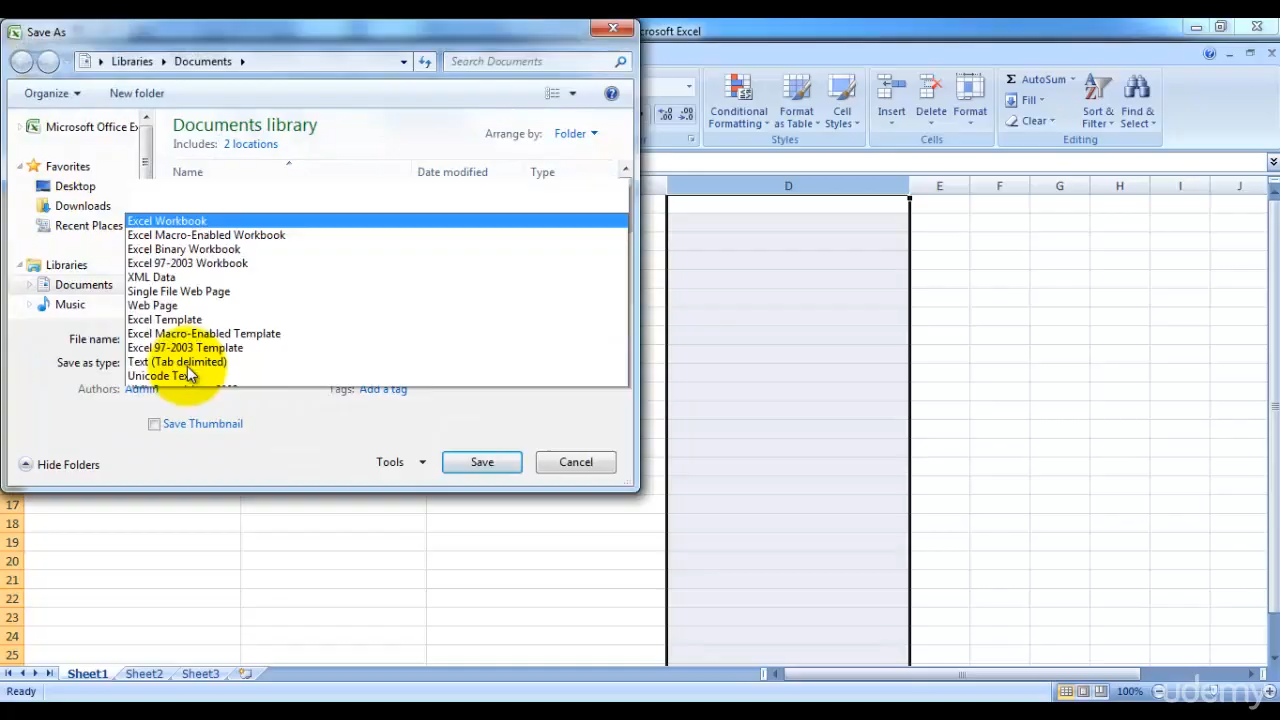 Save As
rosoft Excel
Libraries
Documents
Search Documents
Organize
New folder
Documents library
Includes: 2 locations
Arrange by: Folder
Name
Date modified
Type
Microsoft Office Ex
Favorites
Desktop
Downloads
Recent Places
Libraries
Documents
Music
Excel Workbook
Excel Macro-Enabled Workbook
Excel Binary Workbook
Excel 97-2003 Workbook
XML Data
Single File Web Page
Web Page
Excel Template
Excel Macro-Enabled Template
Excel 97-2003 Template
Text (Tab delimited)
Unicode Te
File name:
Save as type:
Authors: Admin
Tags: Add a tag
Save Thumbnail
Hide Folders
Tools
Save
Cancel
Conditional
Formatting
Format
as Table
Cell
Styles
Styles
Insert
Delete
Format
Cells
AutoSum
Fill
Clear
Sort &
Filter
Find &
Select
Editing
D E F G H I J
17
18
19
20
21
22
23
24
25
Sheet1 Sheet2 Sheet3
Ready
100%
udemy